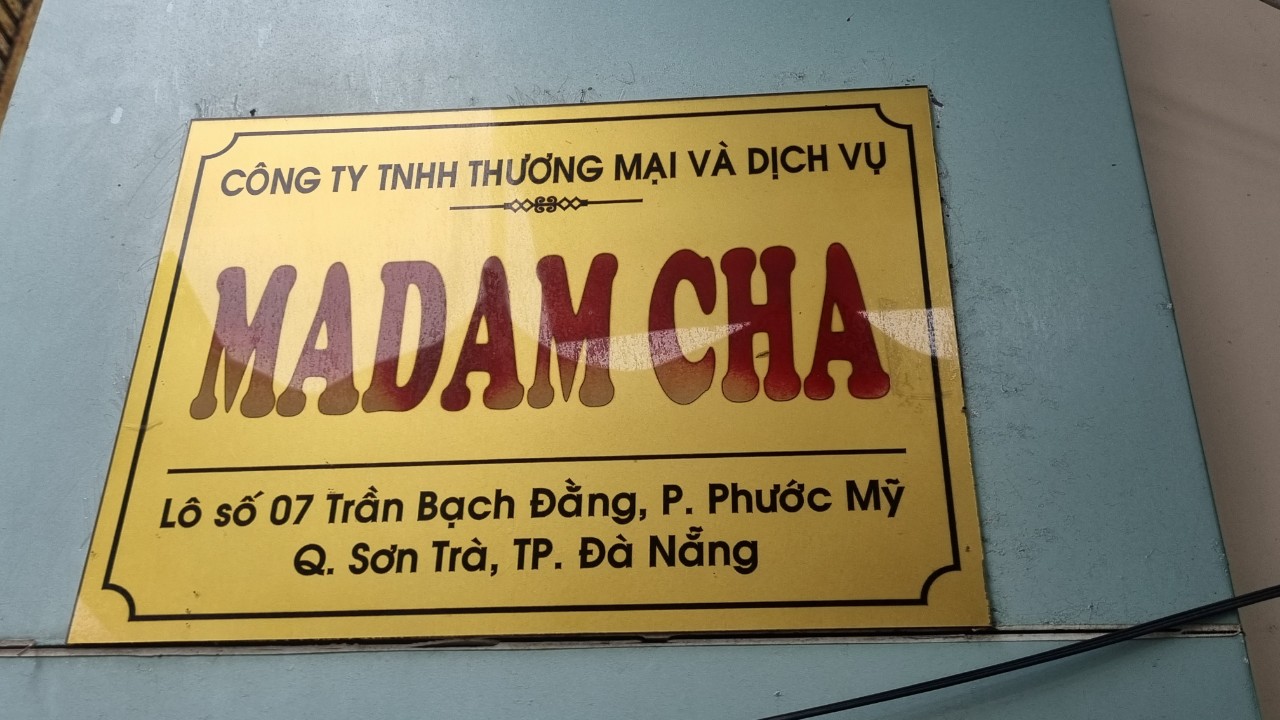 CÔNG TY TNHH THƯƠNG MẠI VÀ DỊCH VỤ
MADAM CHA
Lô số 07 Trần Bạch Đằng, P. Phước Mỹ
Q. Sơn Trà, TP. Đà Nẵng